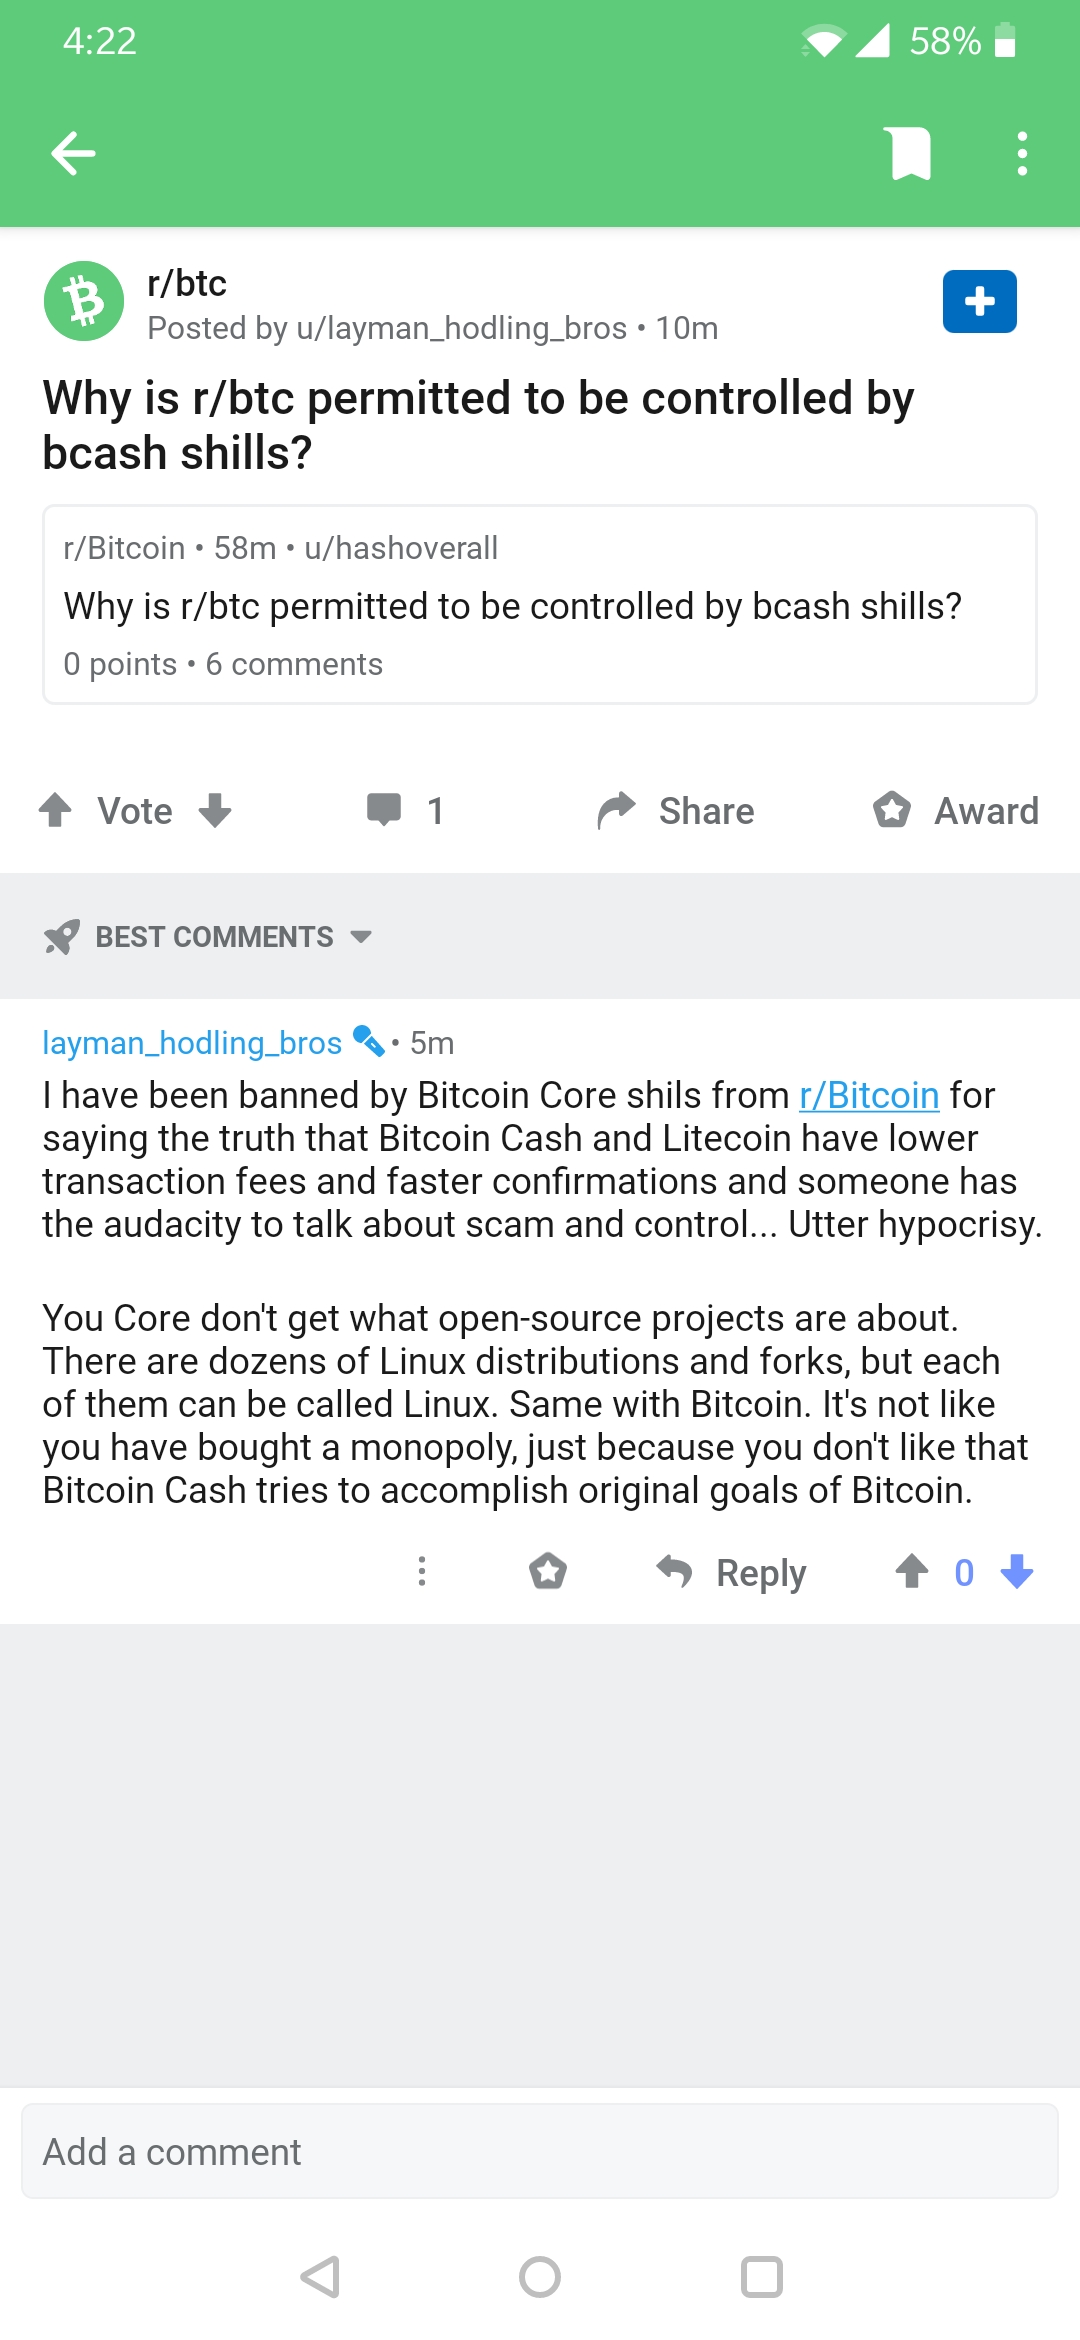 4:22
58%
r/btc
Posted by u/layman_hodling_bros • 10m
Why is r/btc permitted to be controlled by
bcash shills?
r/Bitcoin • 58m • u/hashoverall
Why is r/btc permitted to be controlled by bcash shills?
0 points • 6 comments
Vote
1
Share
Award
BEST COMMENTS
layman_hodling_bros • 5m
I have been banned by Bitcoin Core shils from r/Bitcoin for
saying the truth that Bitcoin Cash and Litecoin have lower
transaction fees and faster confirmations and someone has
the audacity to talk about scam and control... Utter hypocrisy.
You Core don't get what open-source projects are about.
There are dozens of Linux distributions and forks, but each
of them can be called Linux. Same with Bitcoin. It's not like
you have bought a monopoly, just because you don't like that
Bitcoin Cash tries to accomplish original goals of Bitcoin.
Reply
0
Add a comment